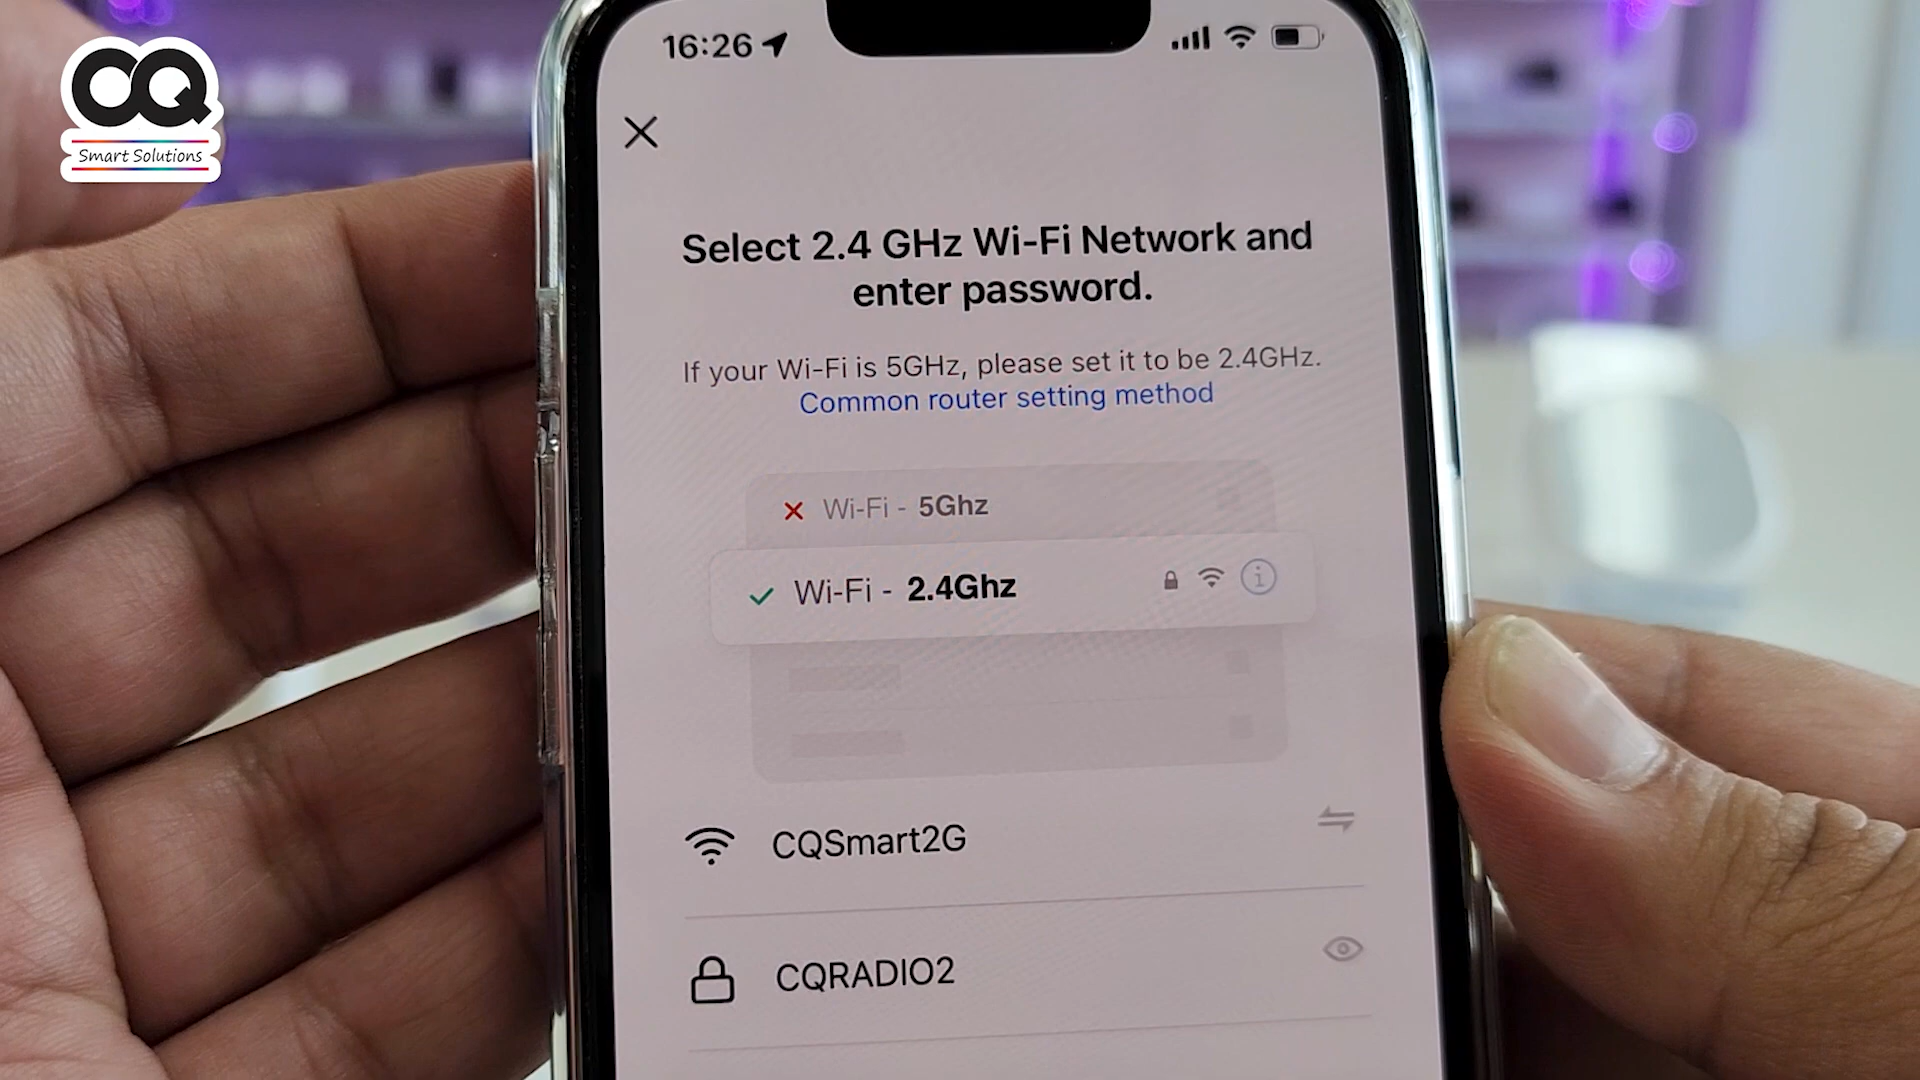 CQ
Smart Solutions
16:26
Select 2.4 GHz Wi-Fi Network and
enter password.
If your Wi-Fi is 5GHz, please set it to be 2.4GHz.
Common router setting method
Wi-Fi - 5Ghz
Wi-Fi - 2.4Ghz
CQSmart2G
CQRADIO2